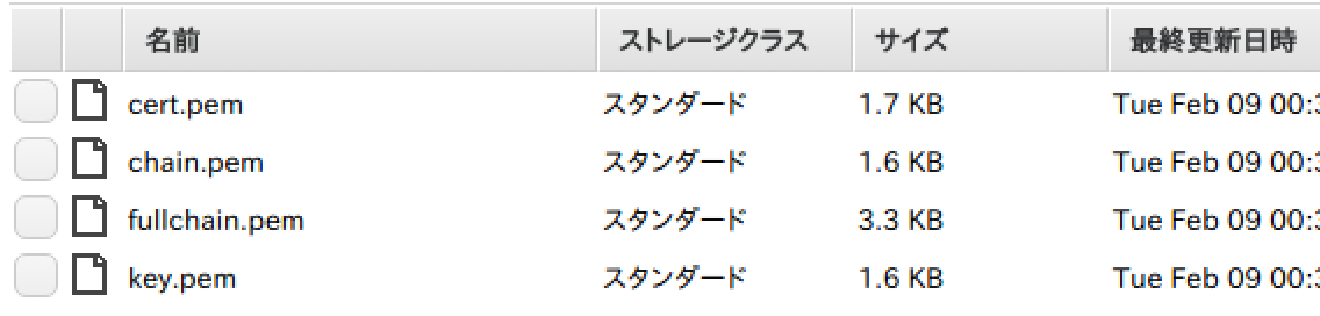 名前 ストレージクラス サイズ 最終更新日時
cert.pem スタンダード 1.7 KB Tue Feb 09 00:
chain.pem スタンダード 1.6 KB Tue Feb 09 00:
fullchain.pem スタンダード 3.3 KB Tue Feb 09 00:
key.pem スタンダード 1.6 KB Tue Feb 09 00: